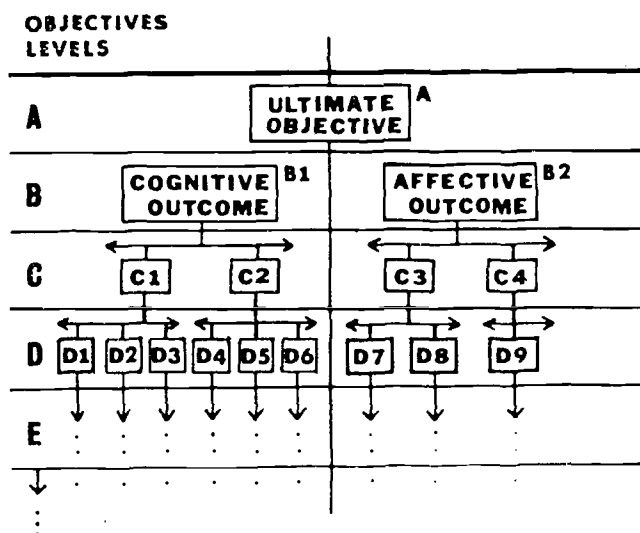 OBJECTIVES
LEVELS
A
ULTIMATE
OBJECTIVE
A
B
COGNITIVE
OUTCOME
B1
AFFECTIVE
OUTCOME
B2
C
C1
C2
C3
C4
D
D1
D2
D3
D4
D5
D6
D7
D8
D9
E